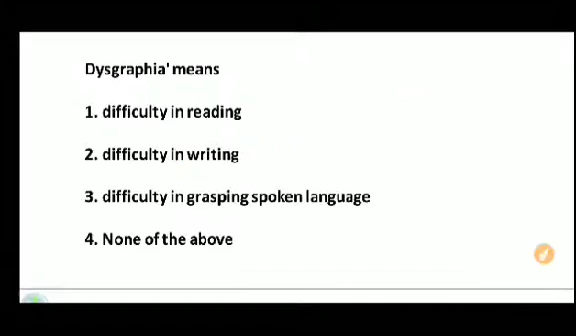 Dysgraphia' means
1. difficulty in reading
2. difficulty in writing
3. difficulty in grasping spoken language
4. None of the above